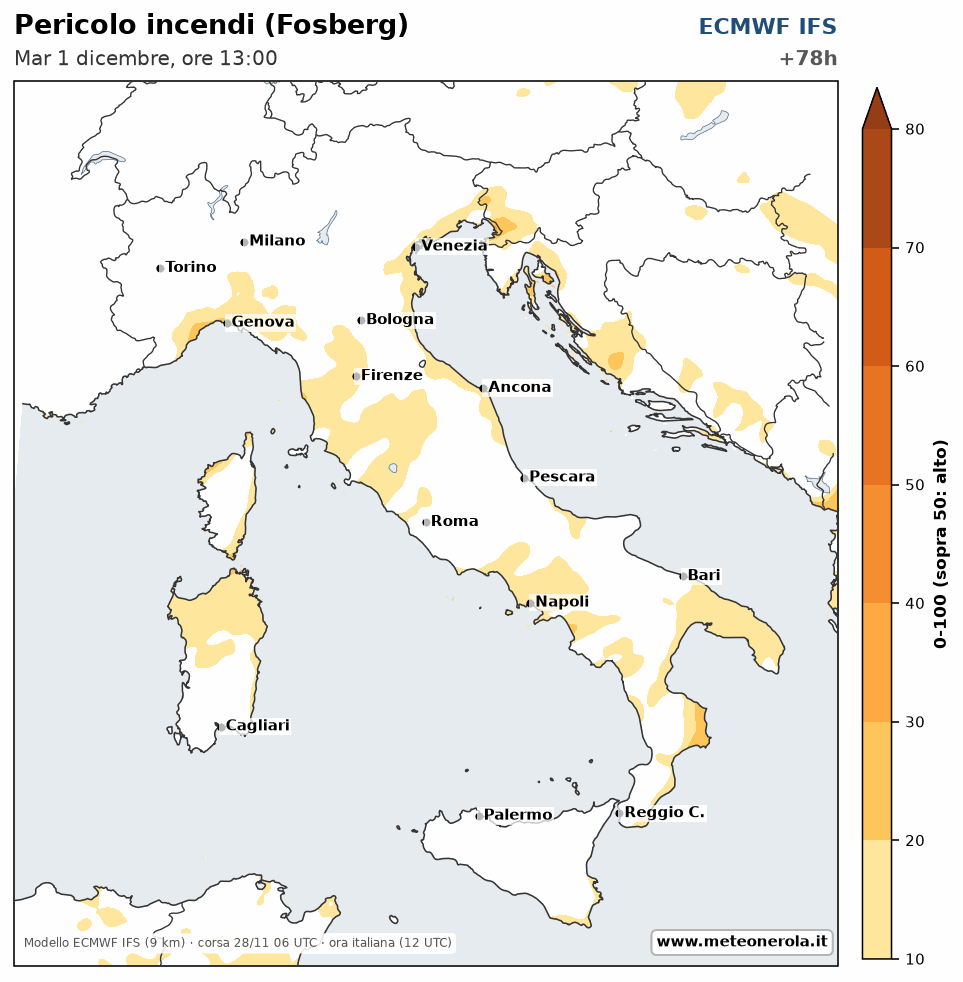 Pericolo incendi (Fosberg)
ECMWF IFS
Mar 1 dicembre, ore 13:00
+78h
Milano
Venezia
Torino
Genova
Bologna
Firenze
Ancona
Pescara
Roma
Bari
Napoli
Cagliari
Palermo
Reggio C.
80
70
60
50
40
30
20
10
0-100 (sopra 50: alto)
Modello ECMWF IFS (9 km) · corsa 28/11 06 UTC · ora italiana (12 UTC)
www.meteonerola.it